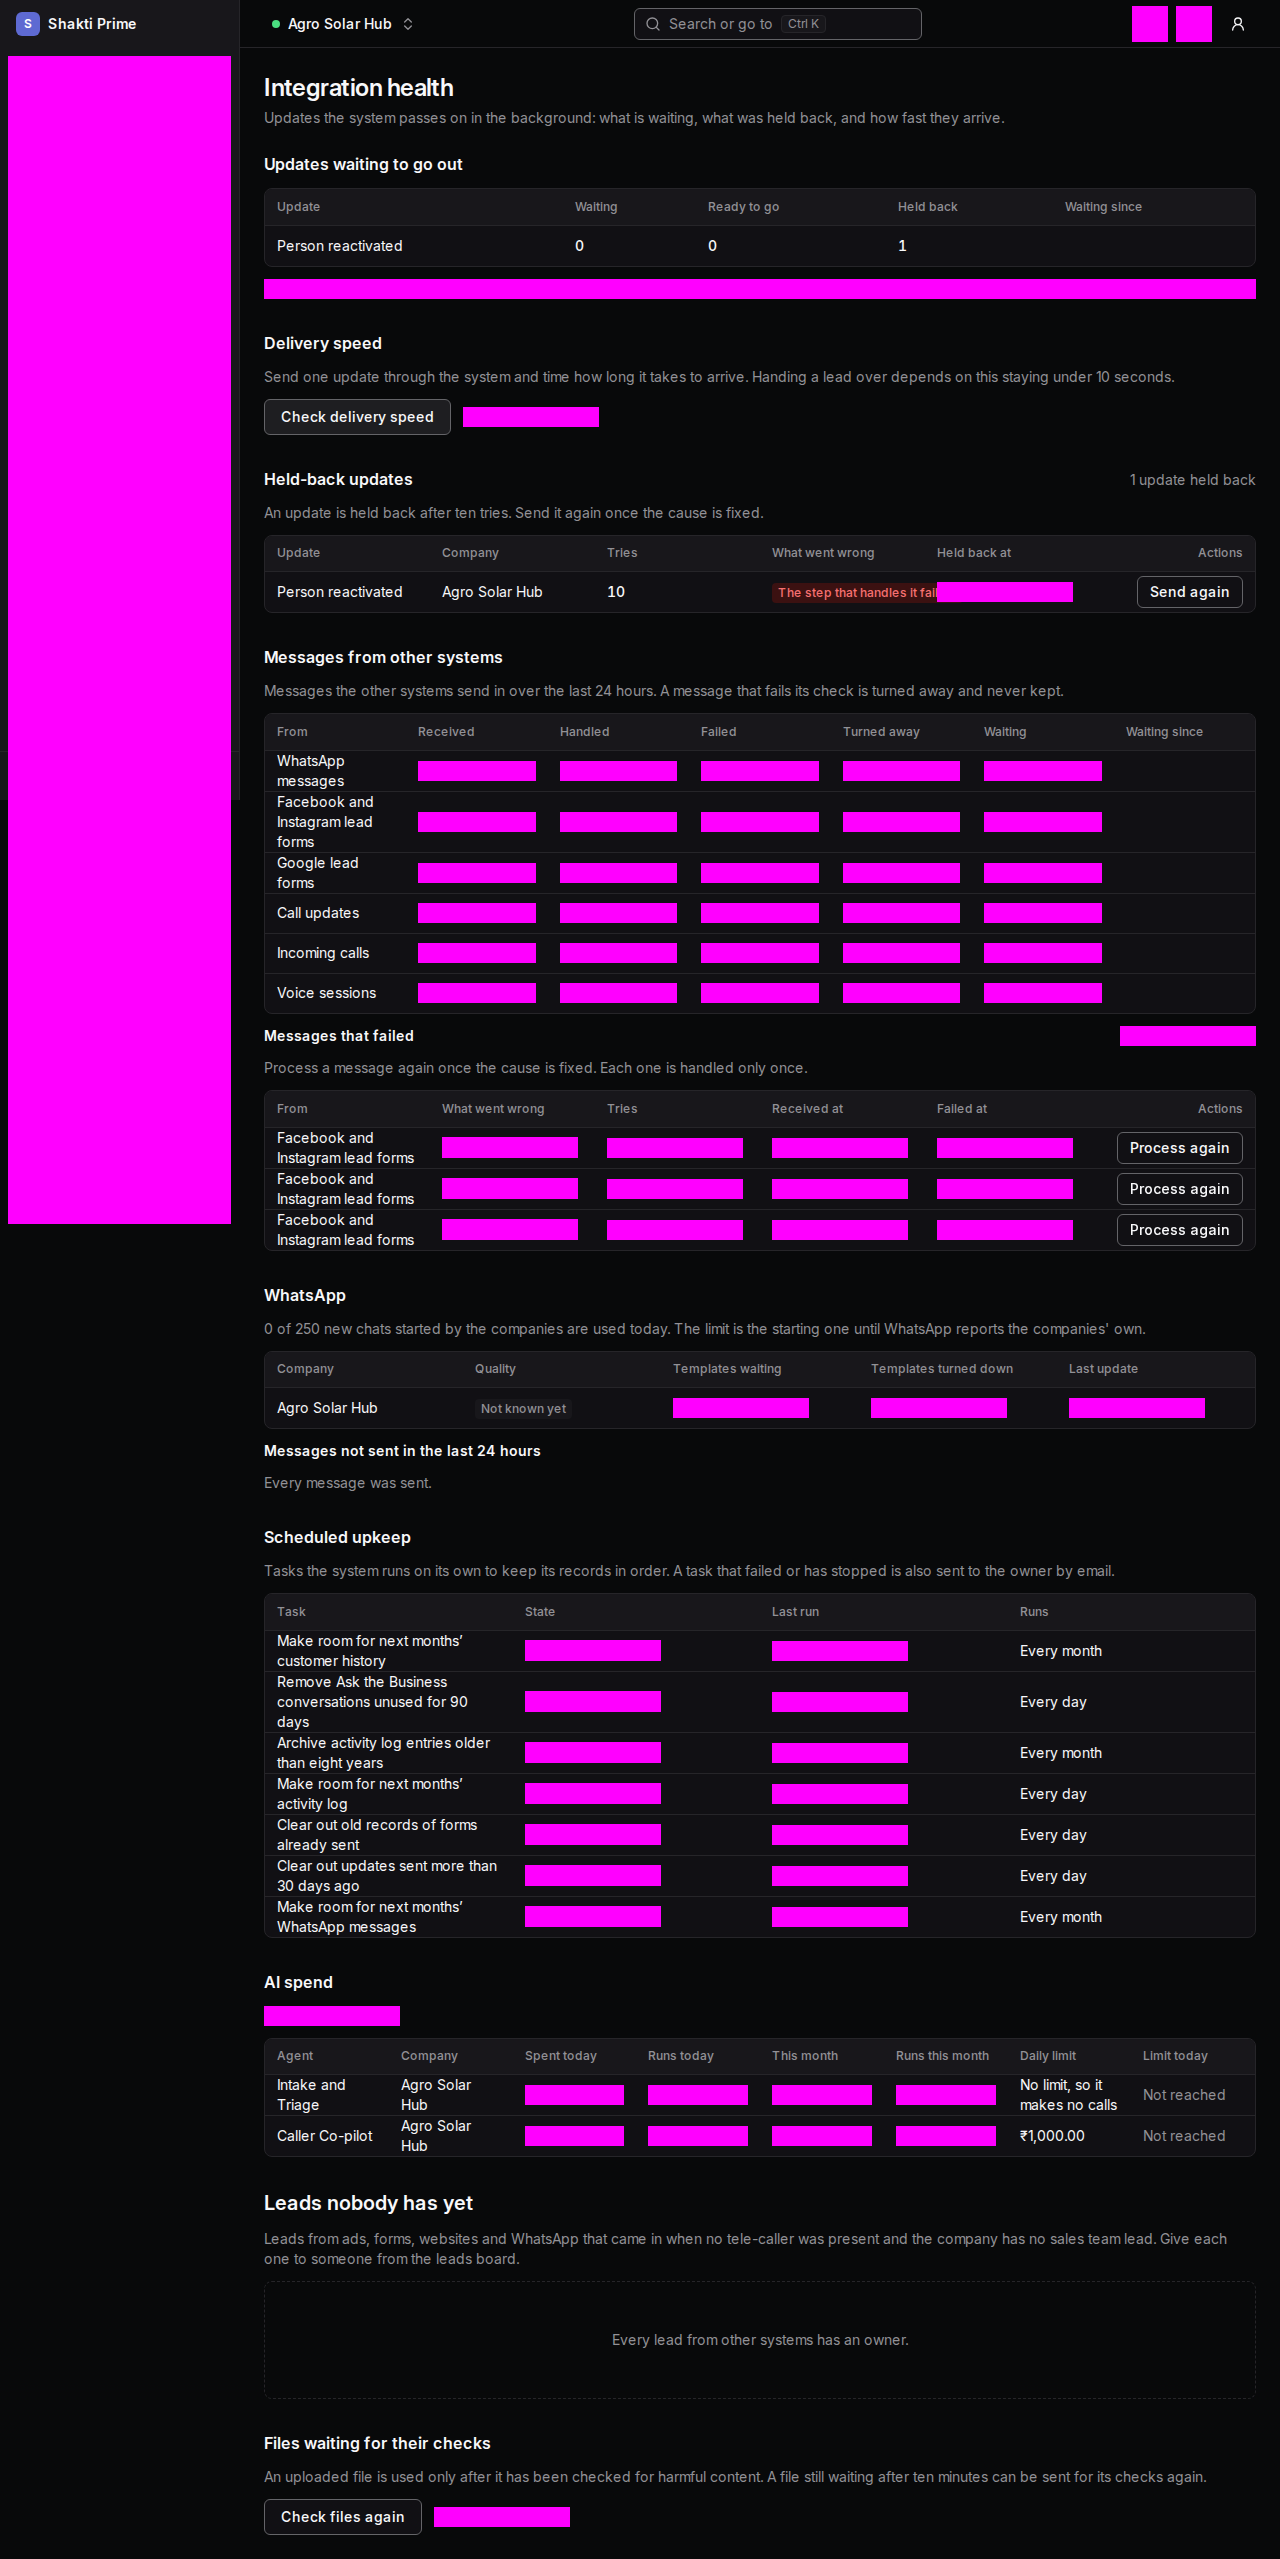 S Shakti Prime
Agro Solar Hub
Search or go to Ctrl K
Integration health
Updates the system passes on in the background: what is waiting, what was held back, and how fast they arrive.
Updates waiting to go out
Update Waiting Ready to go Held back Waiting since
Person reactivated 0 0 1
Delivery speed
Send one update through the system and time how long it takes to arrive. Handing a lead over depends on this staying under 10 seconds.
Check delivery speed
Held-back updates 1 update held back
An update is held back after ten tries. Send it again once the cause is fixed.
Update Company Tries What went wrong Held back at Actions
Person reactivated Agro Solar Hub 10 The step that handles it Send again
Messages from other systems
Messages the other systems send in over the last 24 hours. A message that fails its check is turned away and never kept.
From Received Handled Failed Turned away Waiting Waiting since
WhatsApp
messages
Facebook and
Instagram lead
forms
Google lead
forms
Call updates
Incoming calls
Voice sessions
Messages that failed
Process a message again once the cause is fixed. Each one is handled only once.
From What went wrong Tries Received at Failed at Actions
Facebook and
Instagram lead forms Process again
Facebook and
Instagram lead forms Process again
Facebook and
Instagram lead forms Process again
WhatsApp
0 of 250 new chats started by the companies are used today. The limit is the starting one until WhatsApp reports the companies' own.
Company Quality Templates waiting Templates turned down Last update
Agro Solar Hub Not known yet
Messages not sent in the last 24 hours
Every message was sent.
Scheduled upkeep
Tasks the system runs on its own to keep its records in order. A task that failed or has stopped is also sent to the owner by email.
Task State Last run Runs
Make room for next months’
customer history Every month
Remove Ask the Business
conversations unused for 90
days Every day
Archive activity log entries older
than eight years Every month
Make room for next months’
activity log Every day
Clear out old records of forms
already sent Every day
Clear out updates sent more than
30 days ago Every day
Make room for next months’
WhatsApp messages Every month
AI spend
Agent Company Spent today Runs today This month Runs this month Daily limit Limit today
Intake and Agro Solar No limit, so it
Triage Hub makes no calls Not reached
Caller Co-pilot Agro Solar
Hub ₹1,000.00 Not reached
Leads nobody has yet
Leads from ads, forms, websites and WhatsApp that came in when no tele-caller was present and the company has no sales team lead. Give each
one to someone from the leads board.
Every lead from other systems has an owner.
Files waiting for their checks
An uploaded file is used only after it has been checked for harmful content. A file still waiting after ten minutes can be sent for its checks again.
Check files again